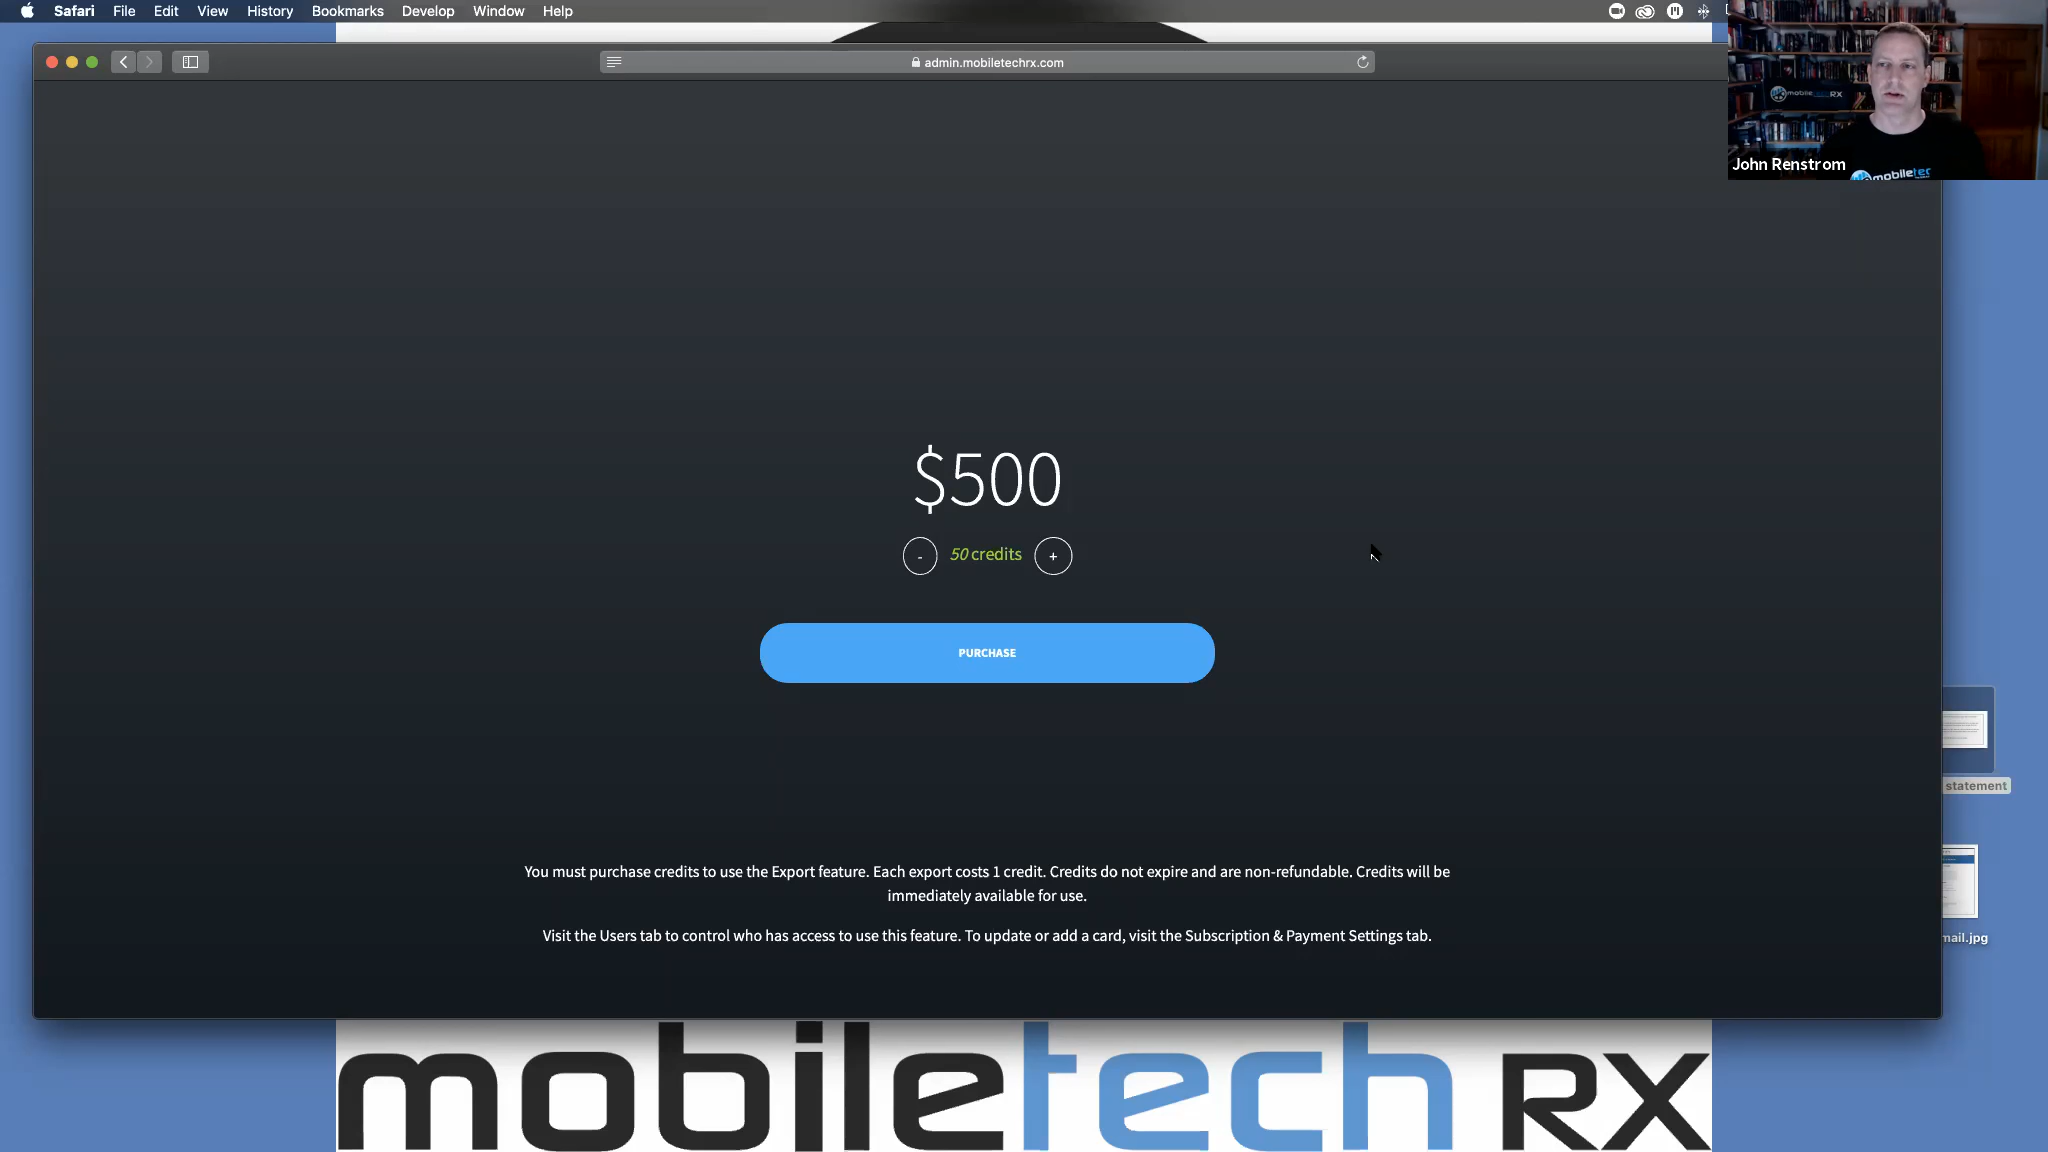 Safari File Edit View History Bookmarks Develop Window Help
admin.mobiletechrx.com
mobiletechRX
mobiletec
John Renstrom
$500
- 50 credits +
PURCHASE
statement
You must purchase credits to use the Export feature. Each export costs 1 credit. Credits do not expire and are non-refundable. Credits will be
immediately available for use.
Visit the Users tab to control who has access to use this feature. To update or add a card, visit the Subscription & Payment Settings tab.
mail.jpg
mobiletech RX